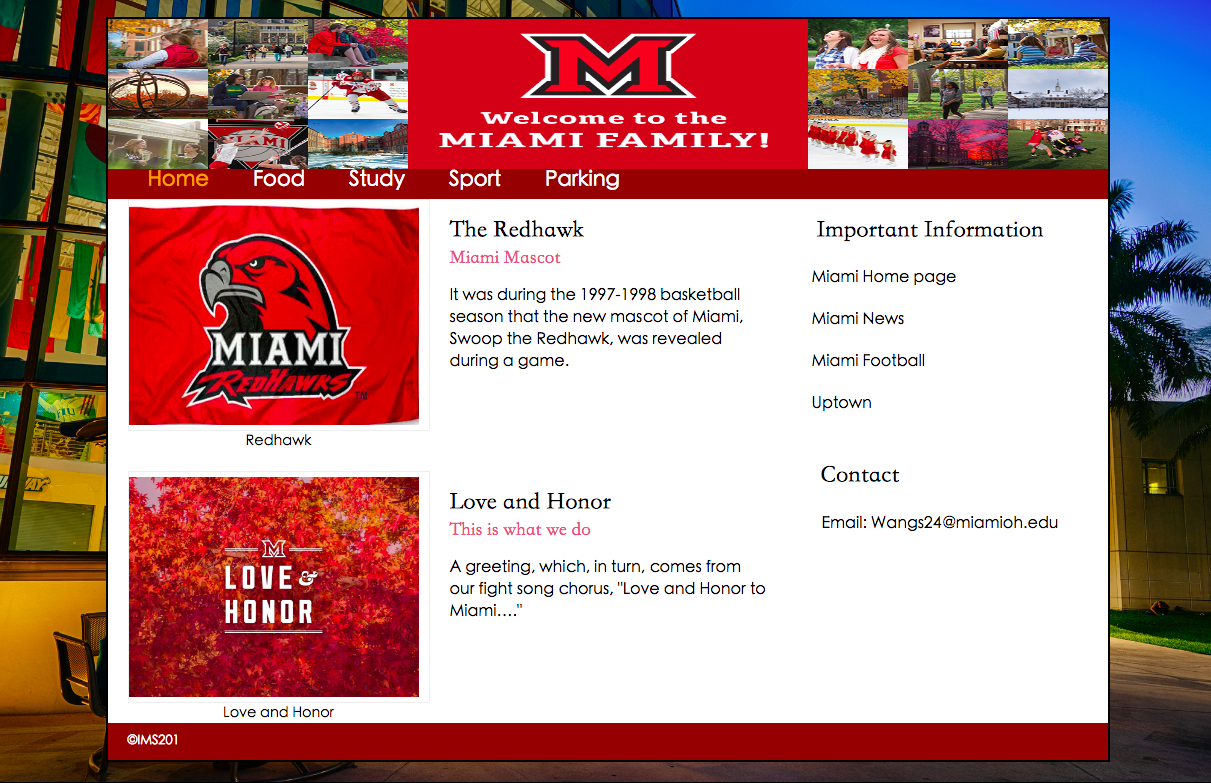 M
Welcome to the
MIAMI FAMILY!
MIAMI
Home Food Study Sport Parking
MIAMI
REDHAWKS
TM
Redhawk
The Redhawk
Miami Mascot
It was during the 1997-1998 basketball
season that the new mascot of Miami,
Swoop the Redhawk, was revealed
during a game.
M
LOVE &
HONOR
Love and Honor
Love and Honor
This is what we do
A greeting, which, in turn, comes from
our fight song chorus, "Love and Honor to
Miami...."
Important Information
Miami Home page
Miami News
Miami Football
Uptown
Contact
Email: Wangs24@miamioh.edu
SUBWAY
©IMS201